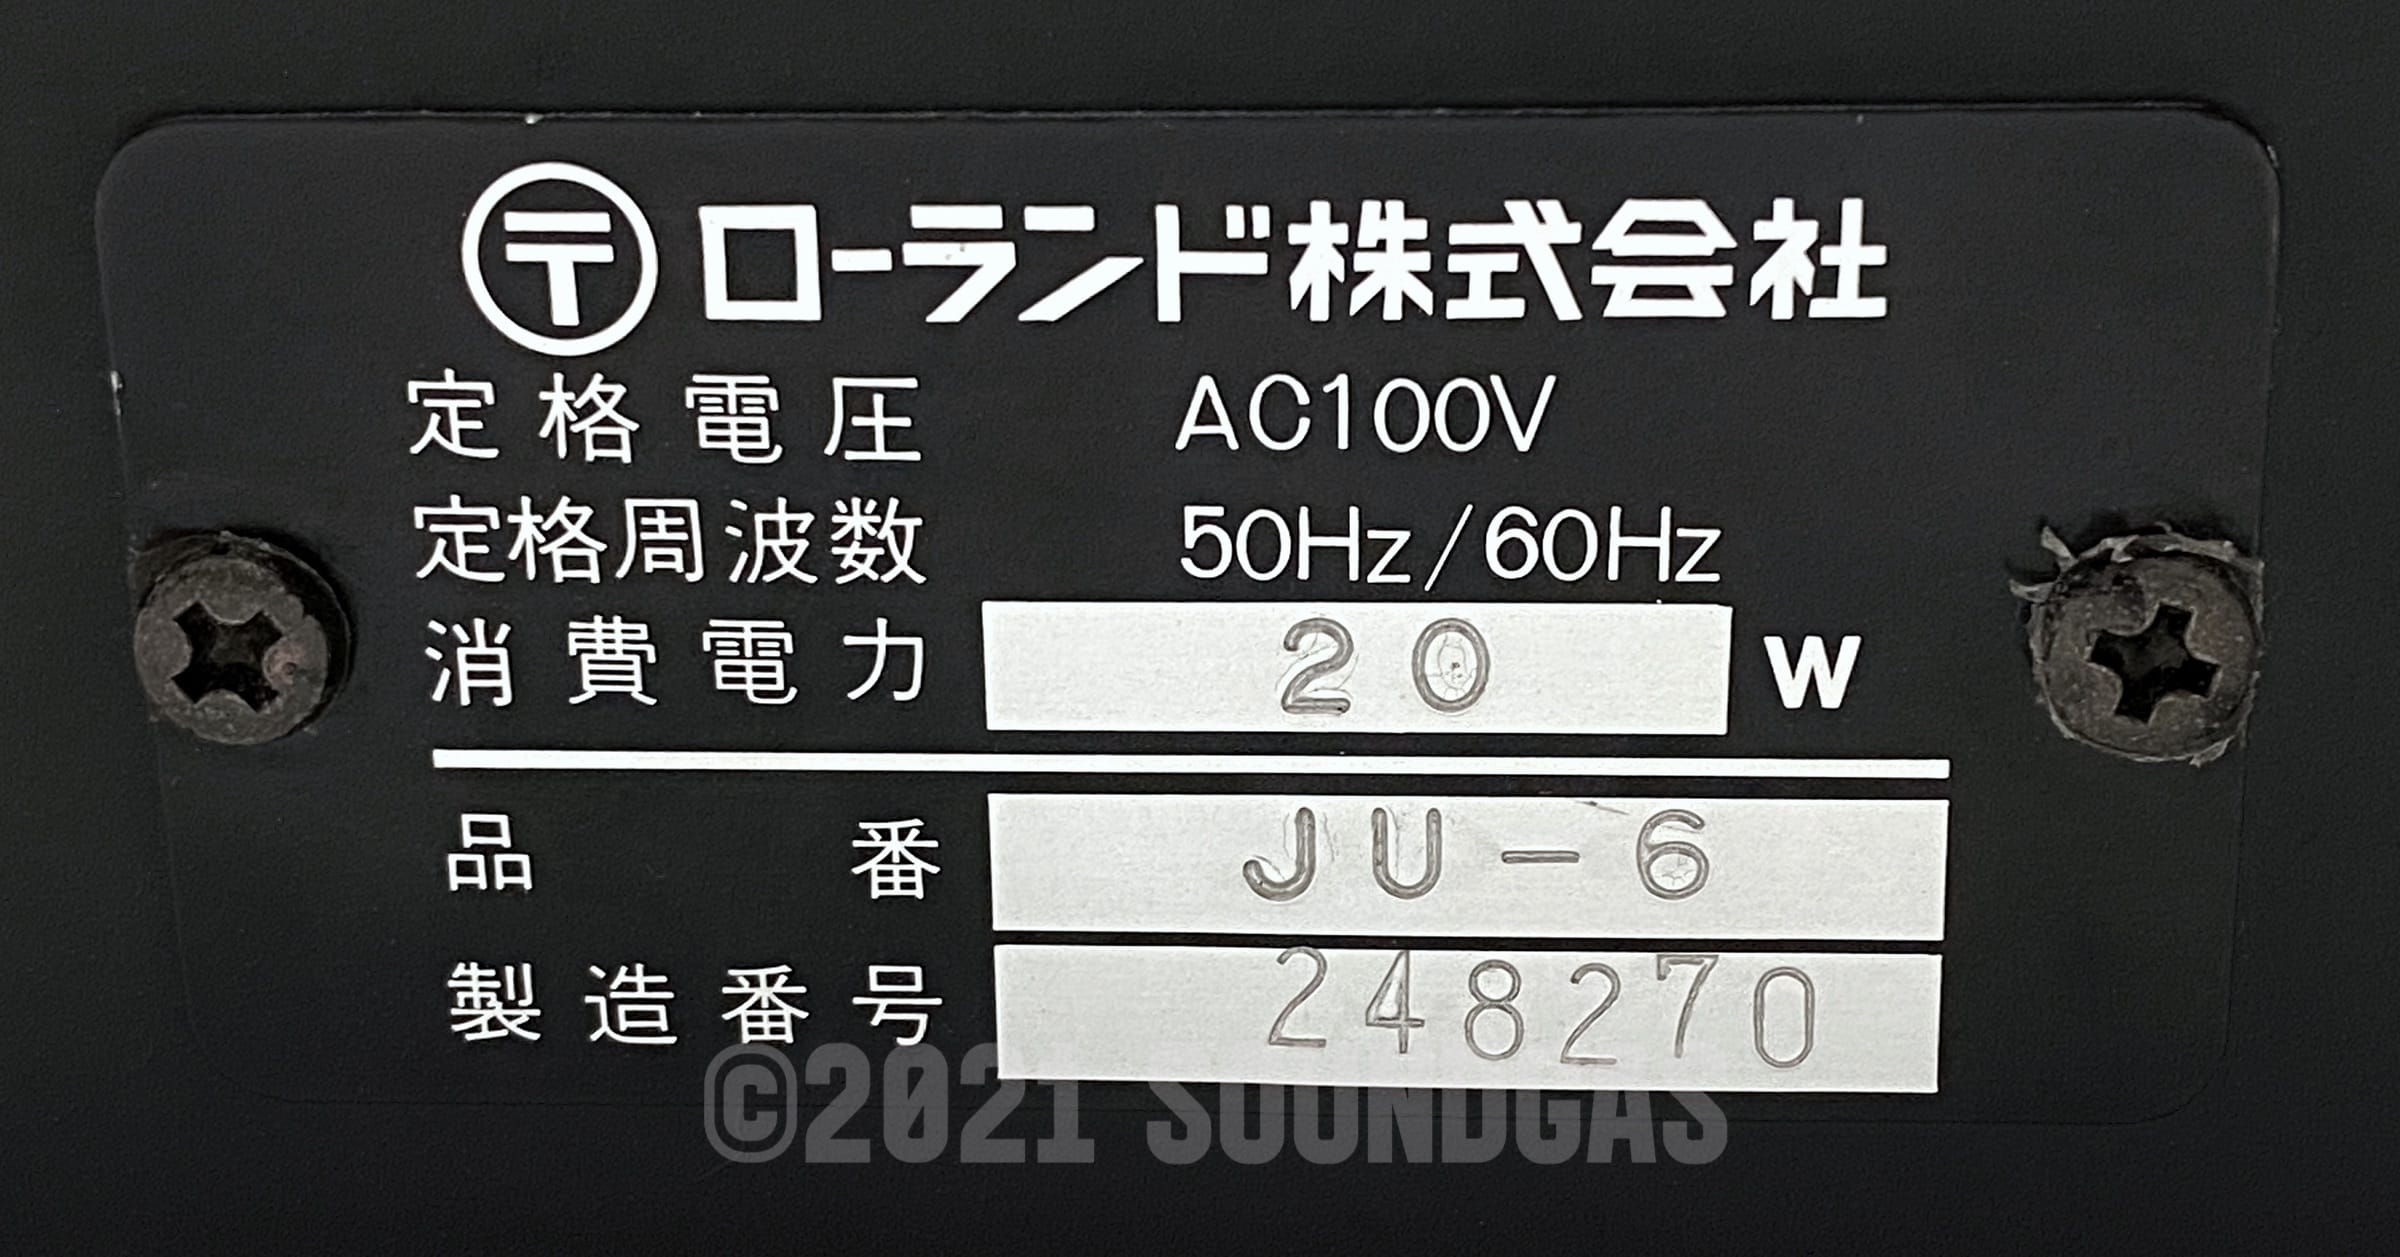 〒ローランド株式会社
定格電圧 AC100V
定格周波数 50Hz/60Hz
消費電力 20 W
品番 JU-6
製造番号 248270
©2021 SOUNDGAS